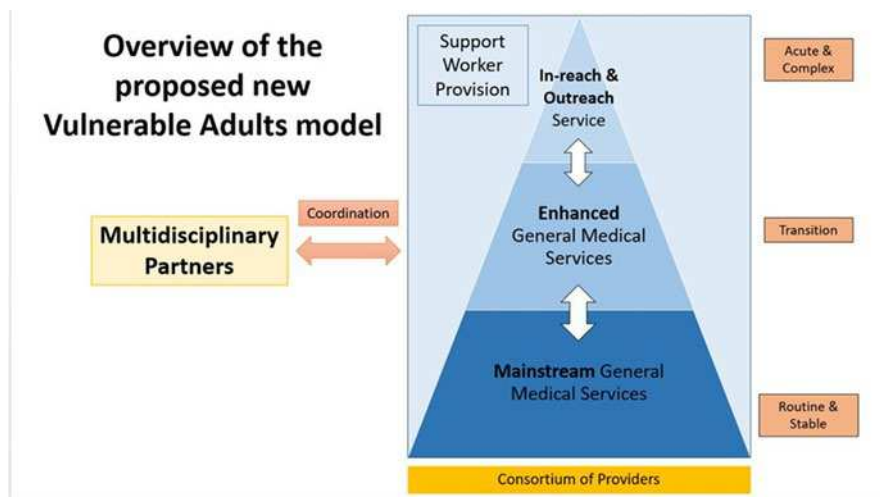 Overview of the
proposed new
Vulnerable Adults model
Support
Worker
Provision
In-reach &
Outreach
Service
Acute &
Complex
Coordination
Multidisciplinary
Partners
Enhanced
General Medical
Services
Transition
Mainstream General
Medical Services
Routine &
Stable
Consortium of Providers